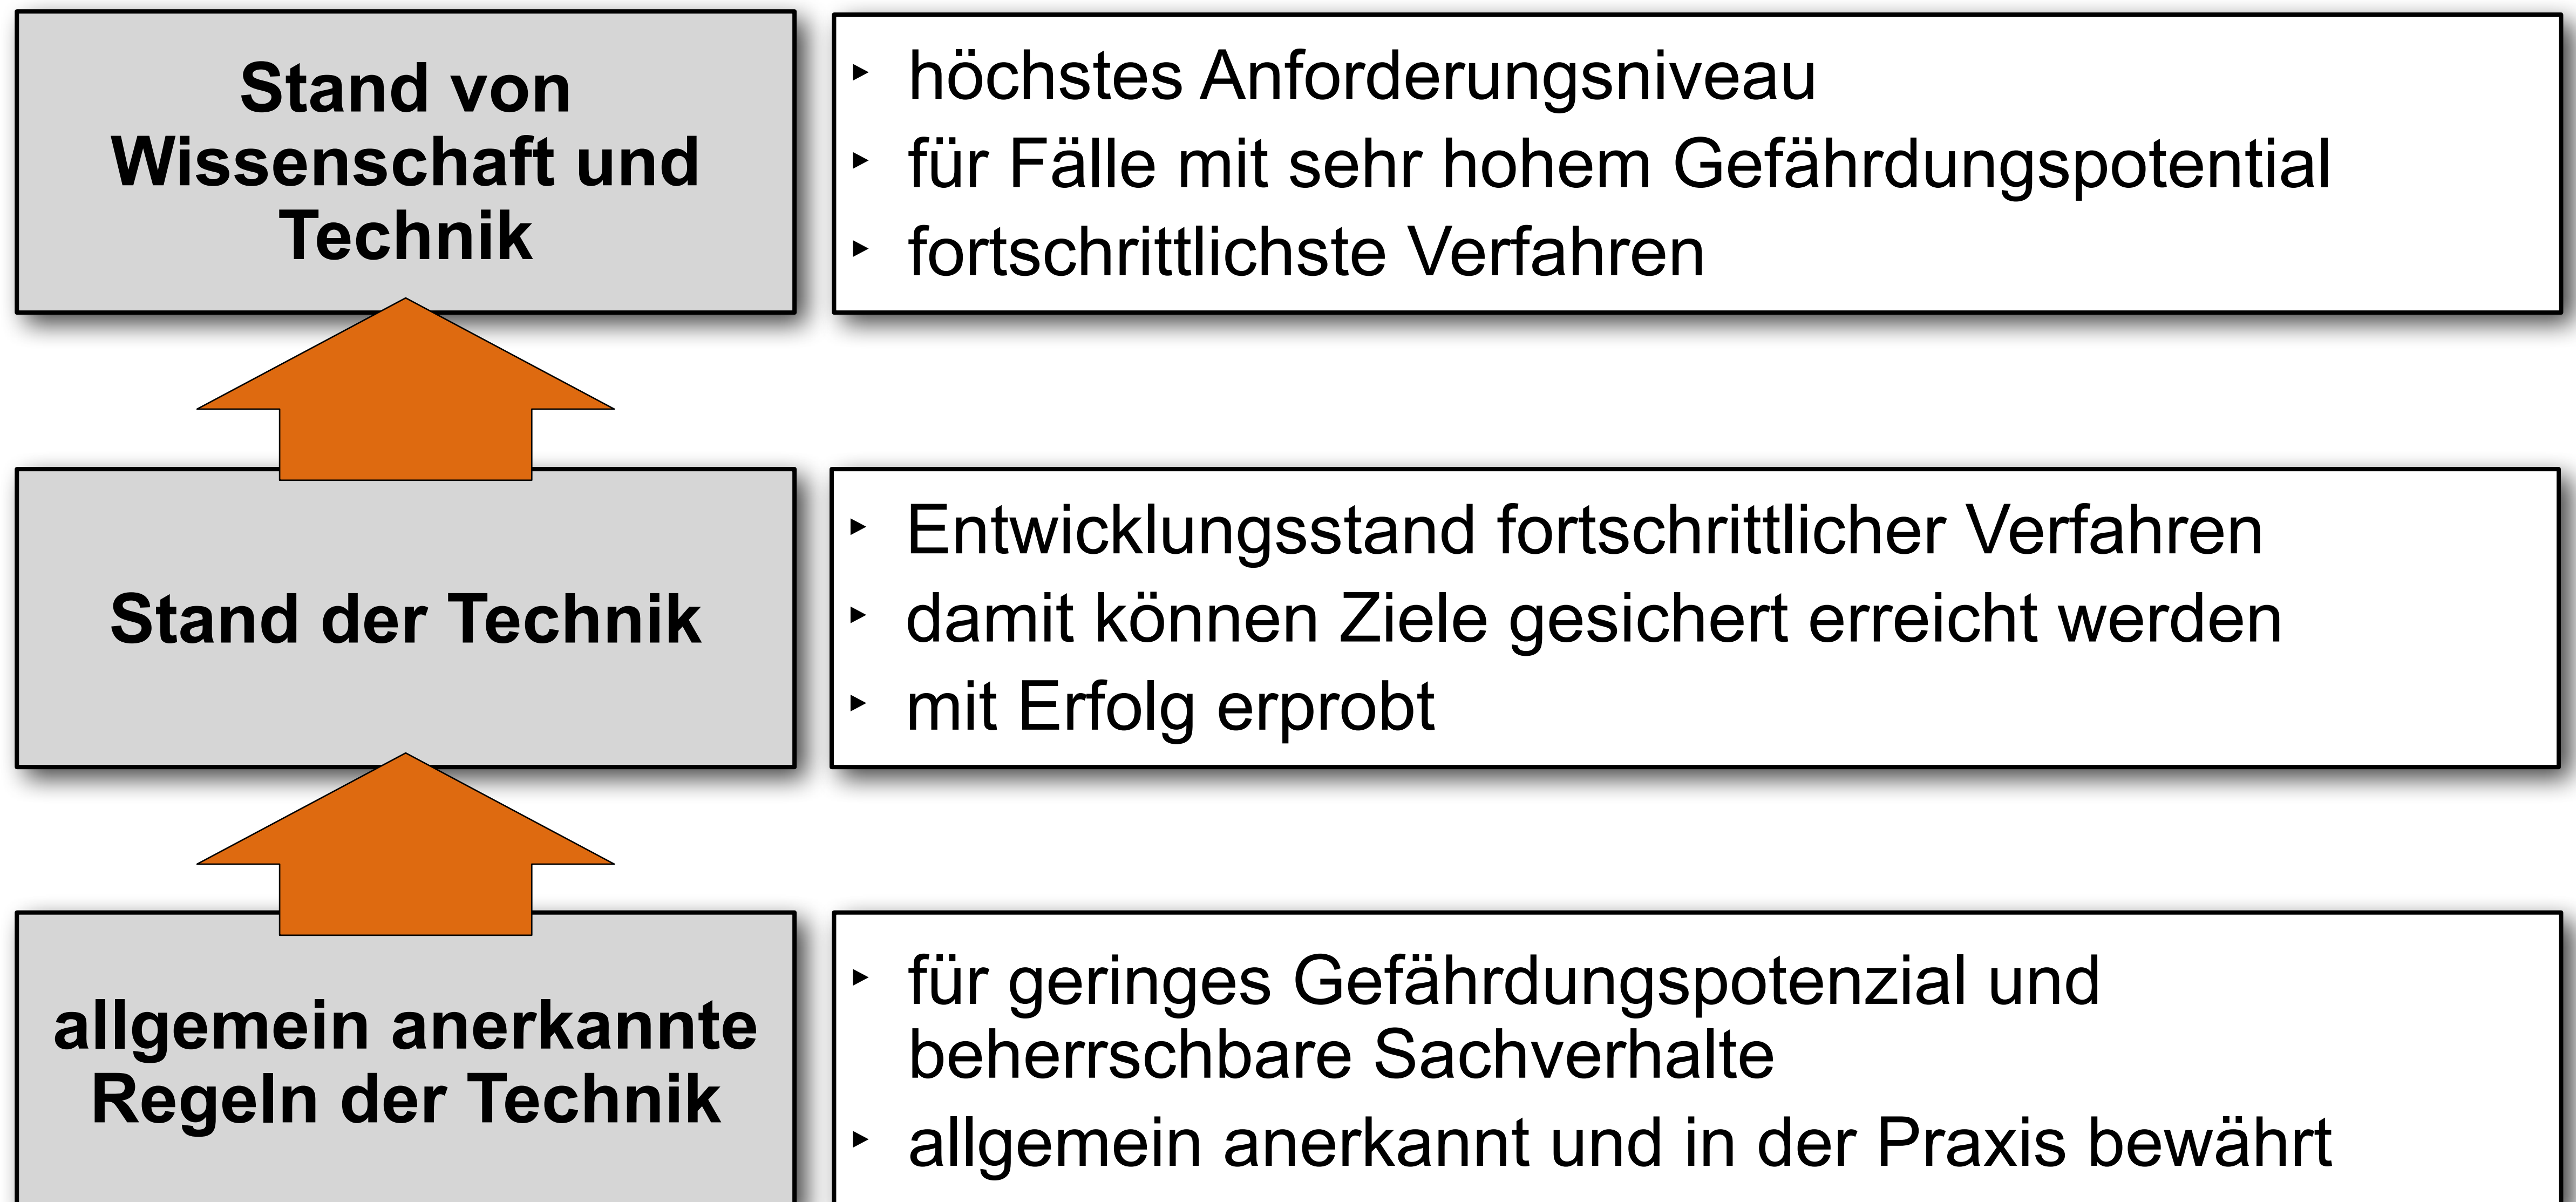 Stand von
Wissenschaft und
Technik
‣ höchstes Anforderungsniveau
‣ für Fälle mit sehr hohem Gefährdungspotential
‣ fortschrittlichste Verfahren
Stand der Technik
‣ Entwicklungsstand fortschrittlicher Verfahren
‣ damit können Ziele gesichert erreicht werden
‣ mit Erfolg erprobt
allgemein anerkannte
Regeln der Technik
‣ für geringes Gefährdungspotenzial und
beherrschbare Sachverhalte
‣ allgemein anerkannt und in der Praxis bewährt